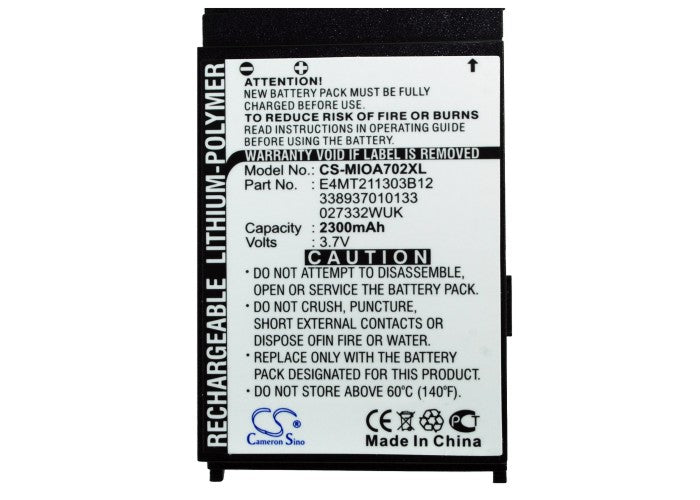 RECHARGEABLE LITHIUM-POLYMER
ATTENTION!
NEW BATTERY PACK MUST BE FULLY
CHARGED BEFORE USE.
TO REDUCE RISK OF FIRE OR BURNS
READ INSTRUCTIONS IN OPERATING GUIDE
BEFORE BATTERY INSTALLATION.
WARRANTY VOID IF LABEL IS REMOVED
Model No.: CS-MIOA702XL
Part No.: E4MT211303B12
338937010133
027332WUK
Capacity : 2300mAh
Volts : 3.7V
CAUTION
• DO NOT ATTEMPT TO DISASSEMBLE,
OPEN OR SERVICE THE BATTERY PACK.
• DO NOT CRUSH, PUNCTURE,
SHORT EXTERNAL CONTACTS OR
DISPOSE IN FIRE OR WATER.
• REPLACE ONLY WITH THE BATTERY
PACK DESIGNATED FOR THIS PRODUCT.
• DO NOT STORE ABOVE 60°C (140°F).
CS
Cameron Sino
CE FC
Made In China